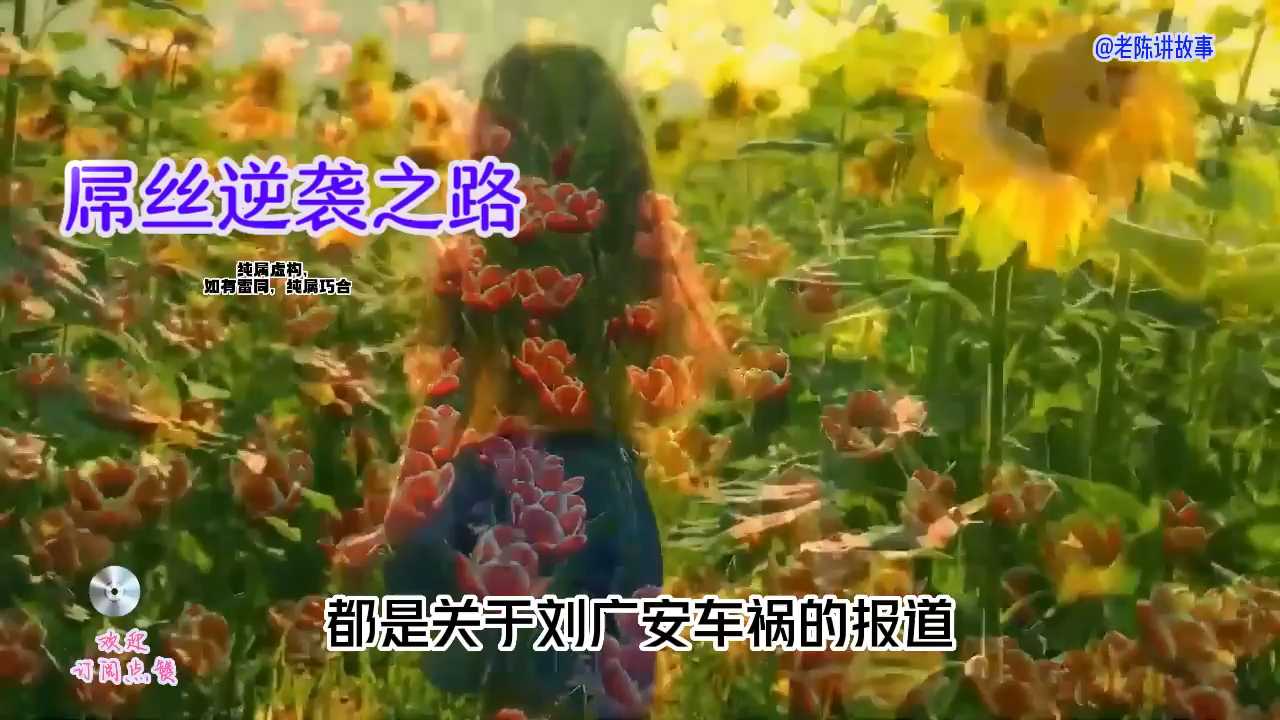 @老陈讲故事
屌丝逆袭之路
纯属虚构，
如有雷同，纯属巧合
都是关于刘广安车祸的报道
欢迎
订阅点赞